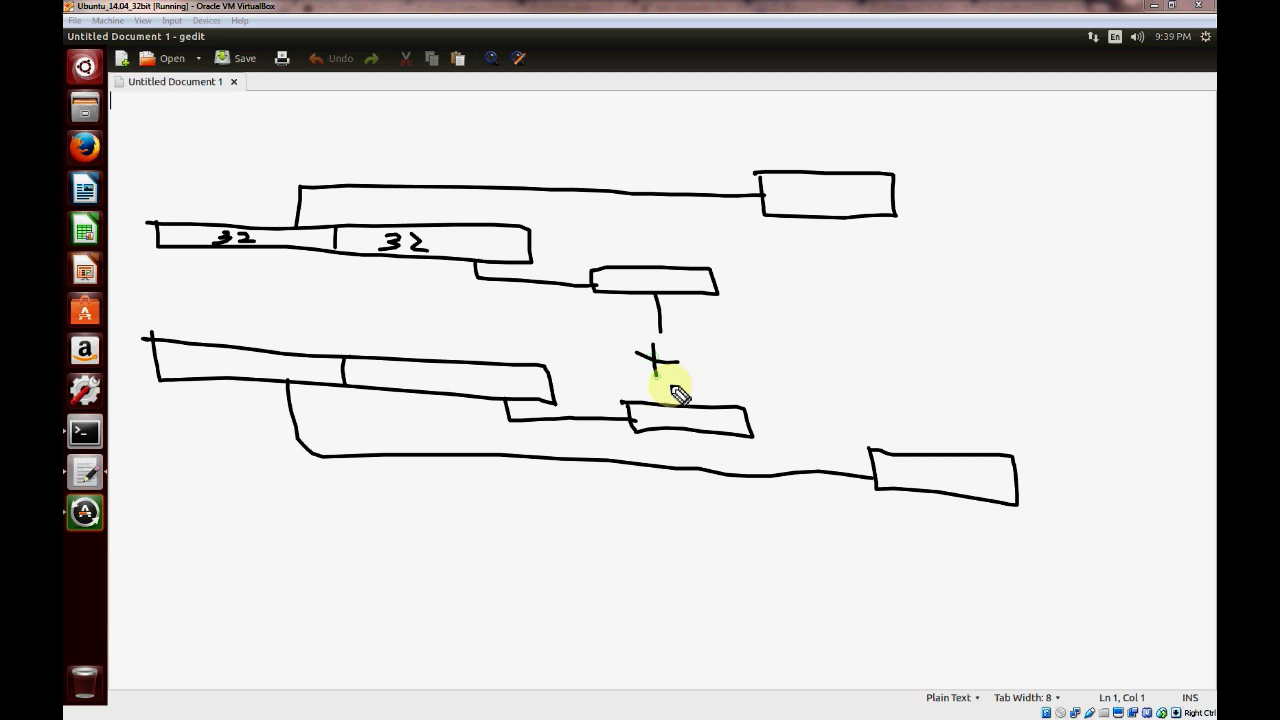 Ubuntu_14.04_32bit [Running] - Oracle VM VirtualBox
File Machine View Input Devices Help
Untitled Document 1 - gedit En 9:39 PM
Open Save Undo
Untitled Document 1
32 32
Plain Text Tab Width: 8 Ln 1, Col 1 INS
Right Ctrl